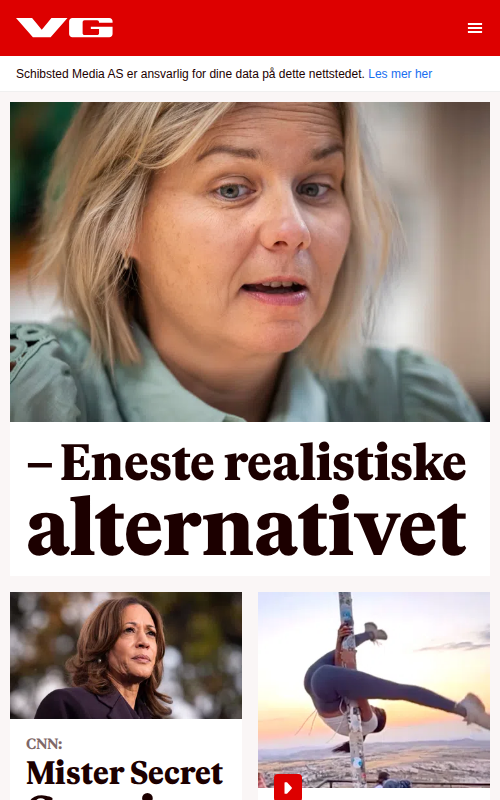 VG
Schibsted Media AS er ansvarlig for dine data på dette nettstedet. Les mer her
– Eneste realistiske
alternativet
CNN:
Mister Secret